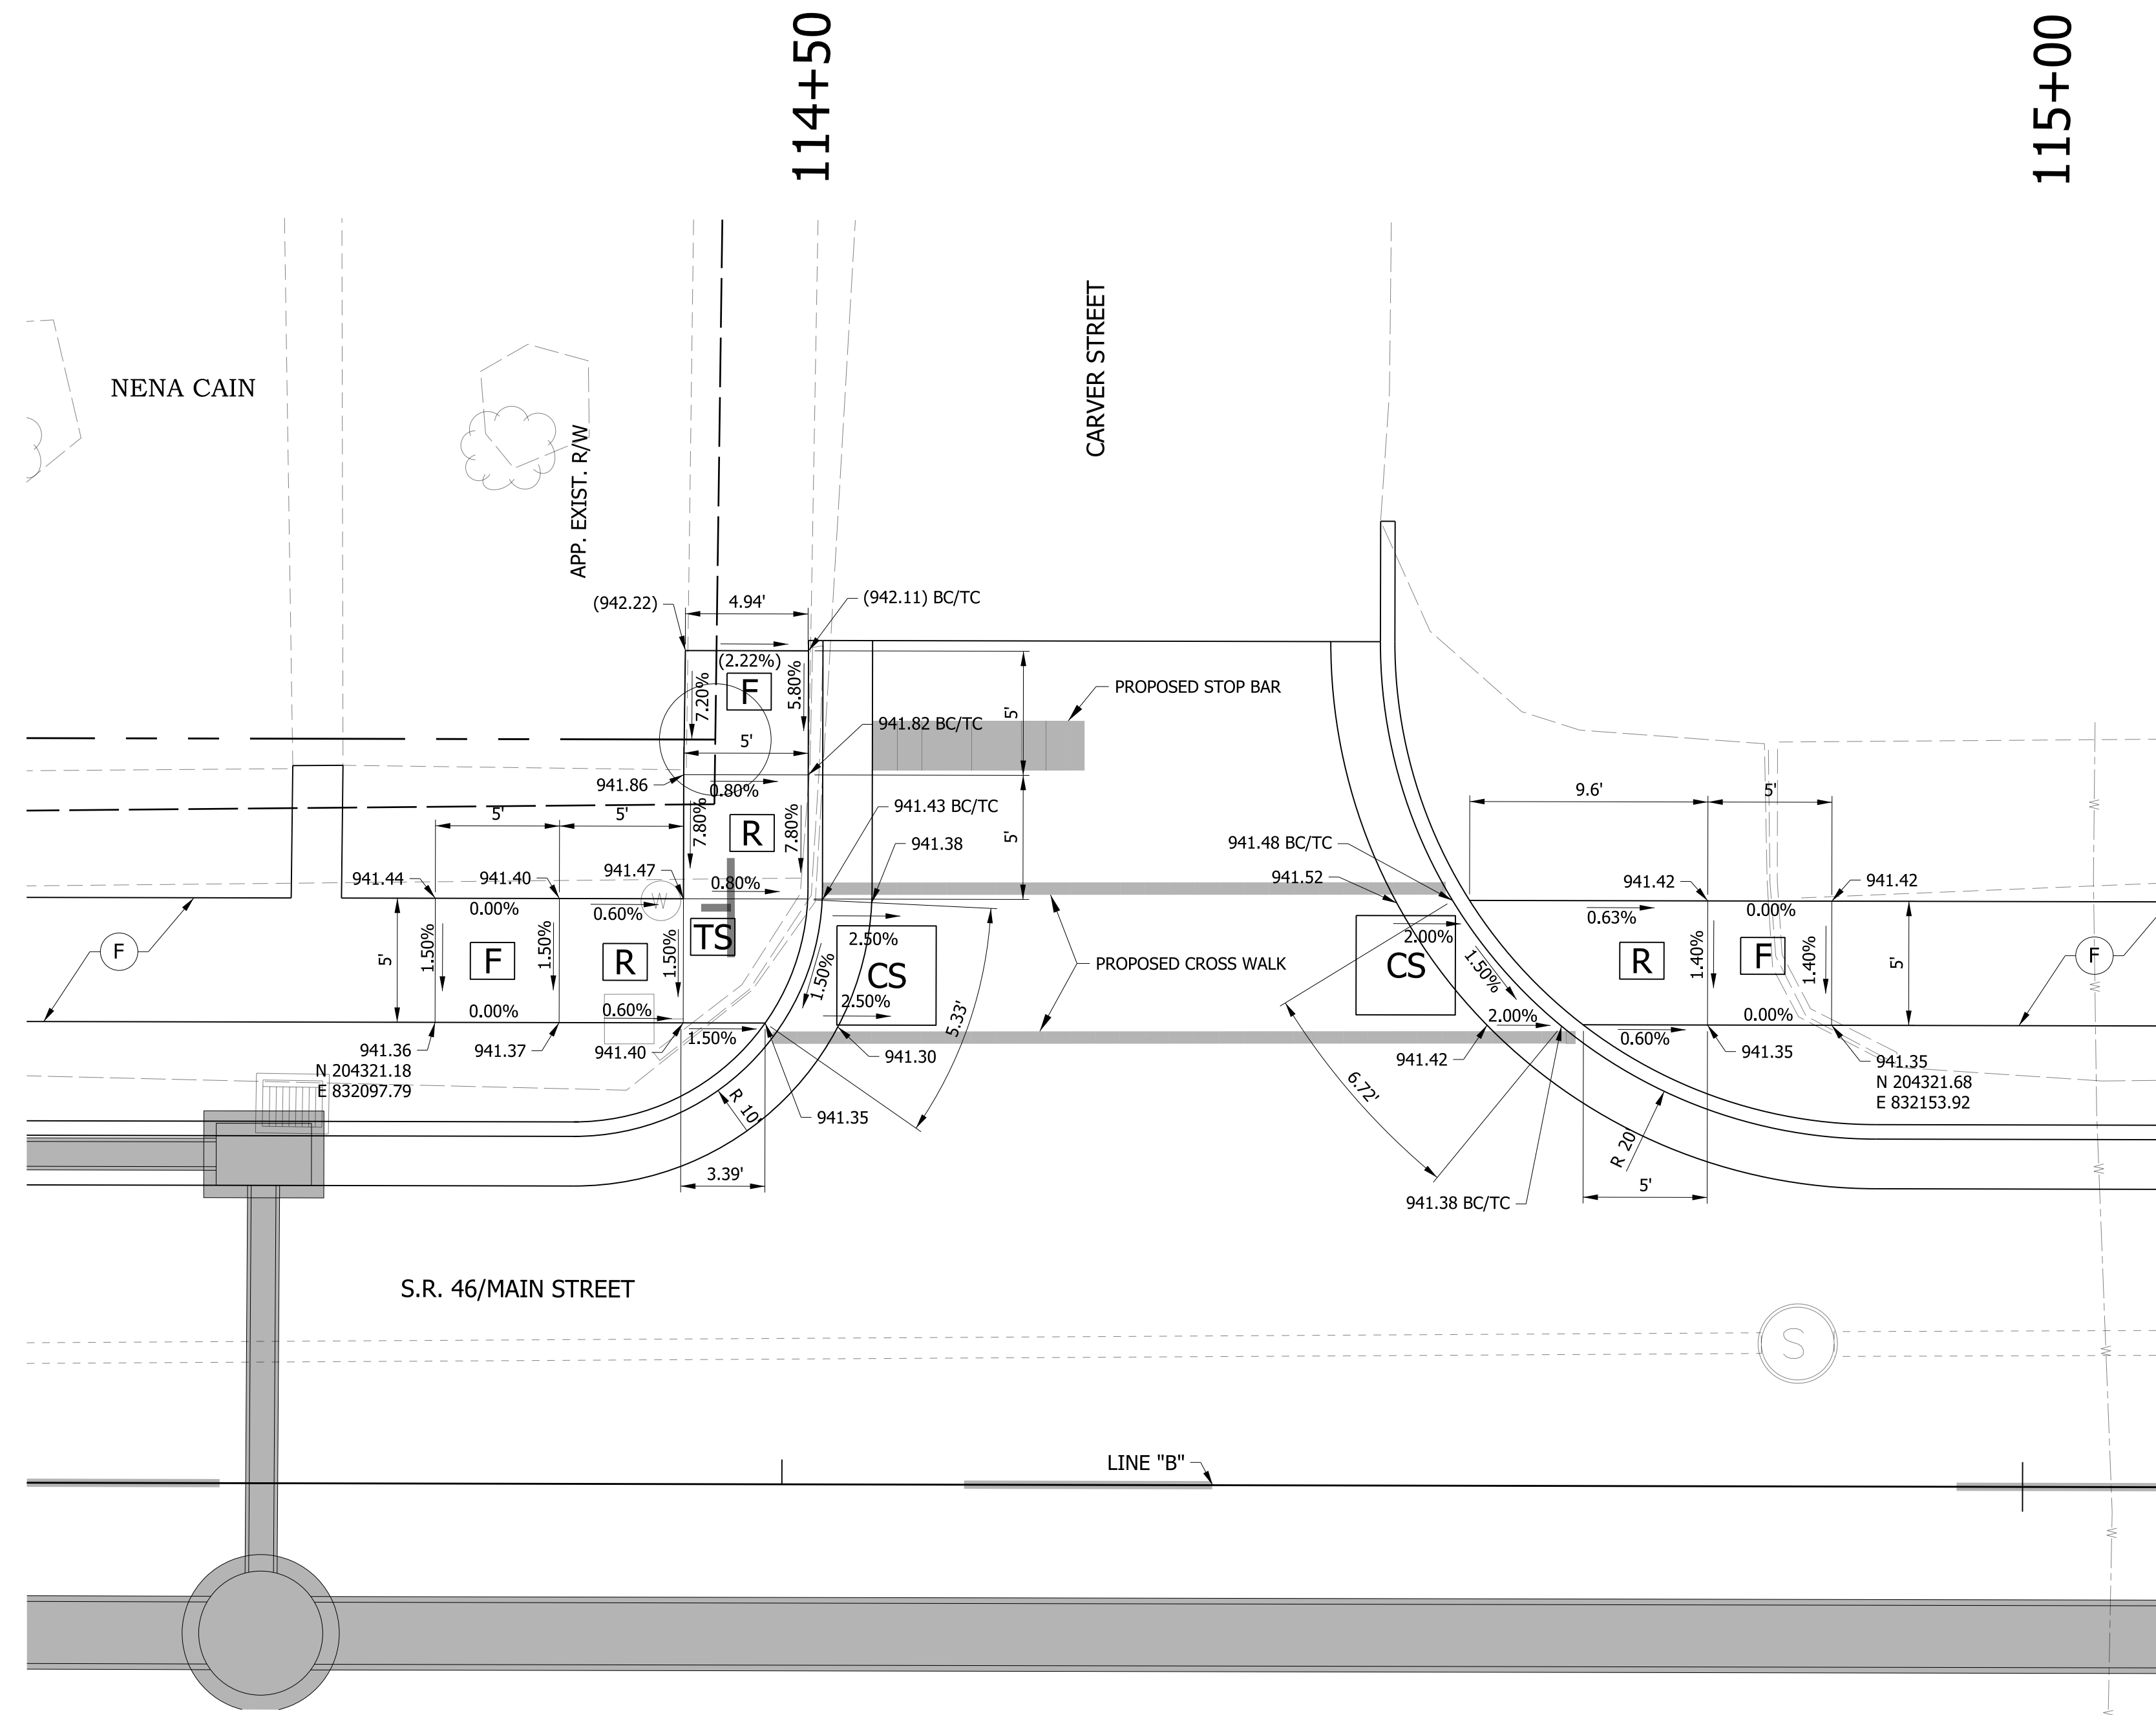 114+50
115+00
NENA CAIN
APP. EXIST. R/W
CARVER STREET
(942.22)
4.94'
(942.11) BC/TC
(2.22%)
7.20%
F
5.80%
5'
PROPOSED STOP BAR
941.82 BC/TC
5'
941.86
0.80%
5'
5'
7.80%
R
7.80%
941.43 BC/TC
5'
941.38
941.44
941.40
941.47
W
0.80%
0.00%
0.60%
5'
1.50%
F
1.50%
R
1.50%
TS
1.50%
2.50%
CS
2.50%
5.33'
0.00%
0.60%
1.50%
941.36
N 204321.18
E 832097.79
941.37
941.40
941.30
R 10'
941.35
3.39'
F
PROPOSED CROSS WALK
941.48 BC/TC
941.52
2.00%
CS
1.50%
2.00%
941.42
6.72'
941.38 BC/TC
9.6'
5'
941.42
941.42
0.63%
0.00%
R
1.40%
F
1.40%
5'
F
0.60%
0.00%
941.35
941.35
N 204321.68
E 832153.92
R 20'
5'
S.R. 46/MAIN STREET
S
LINE "B"